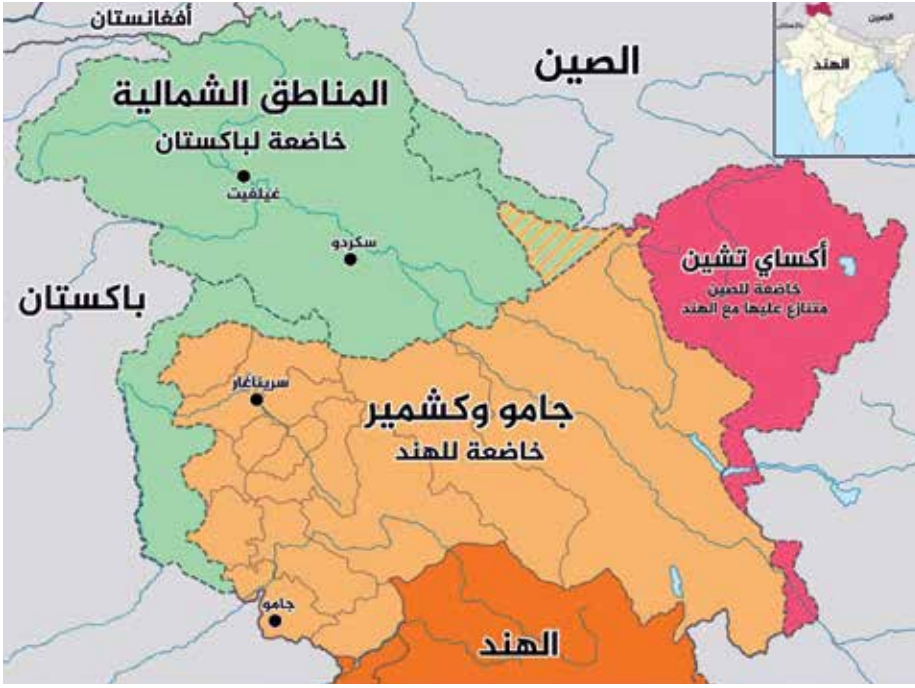 أفغانستان
الصين
المناطق الشمالية
خاضعة لباكستان
غيلغيت
سكردو
باكستان
أكساي تشين
خاضعة للصين
متنازع عليها مع الهند
سريناغار
جامو وكشمير
خاضعة للهند
جامو
الهند
الصين
باكستان
الهند